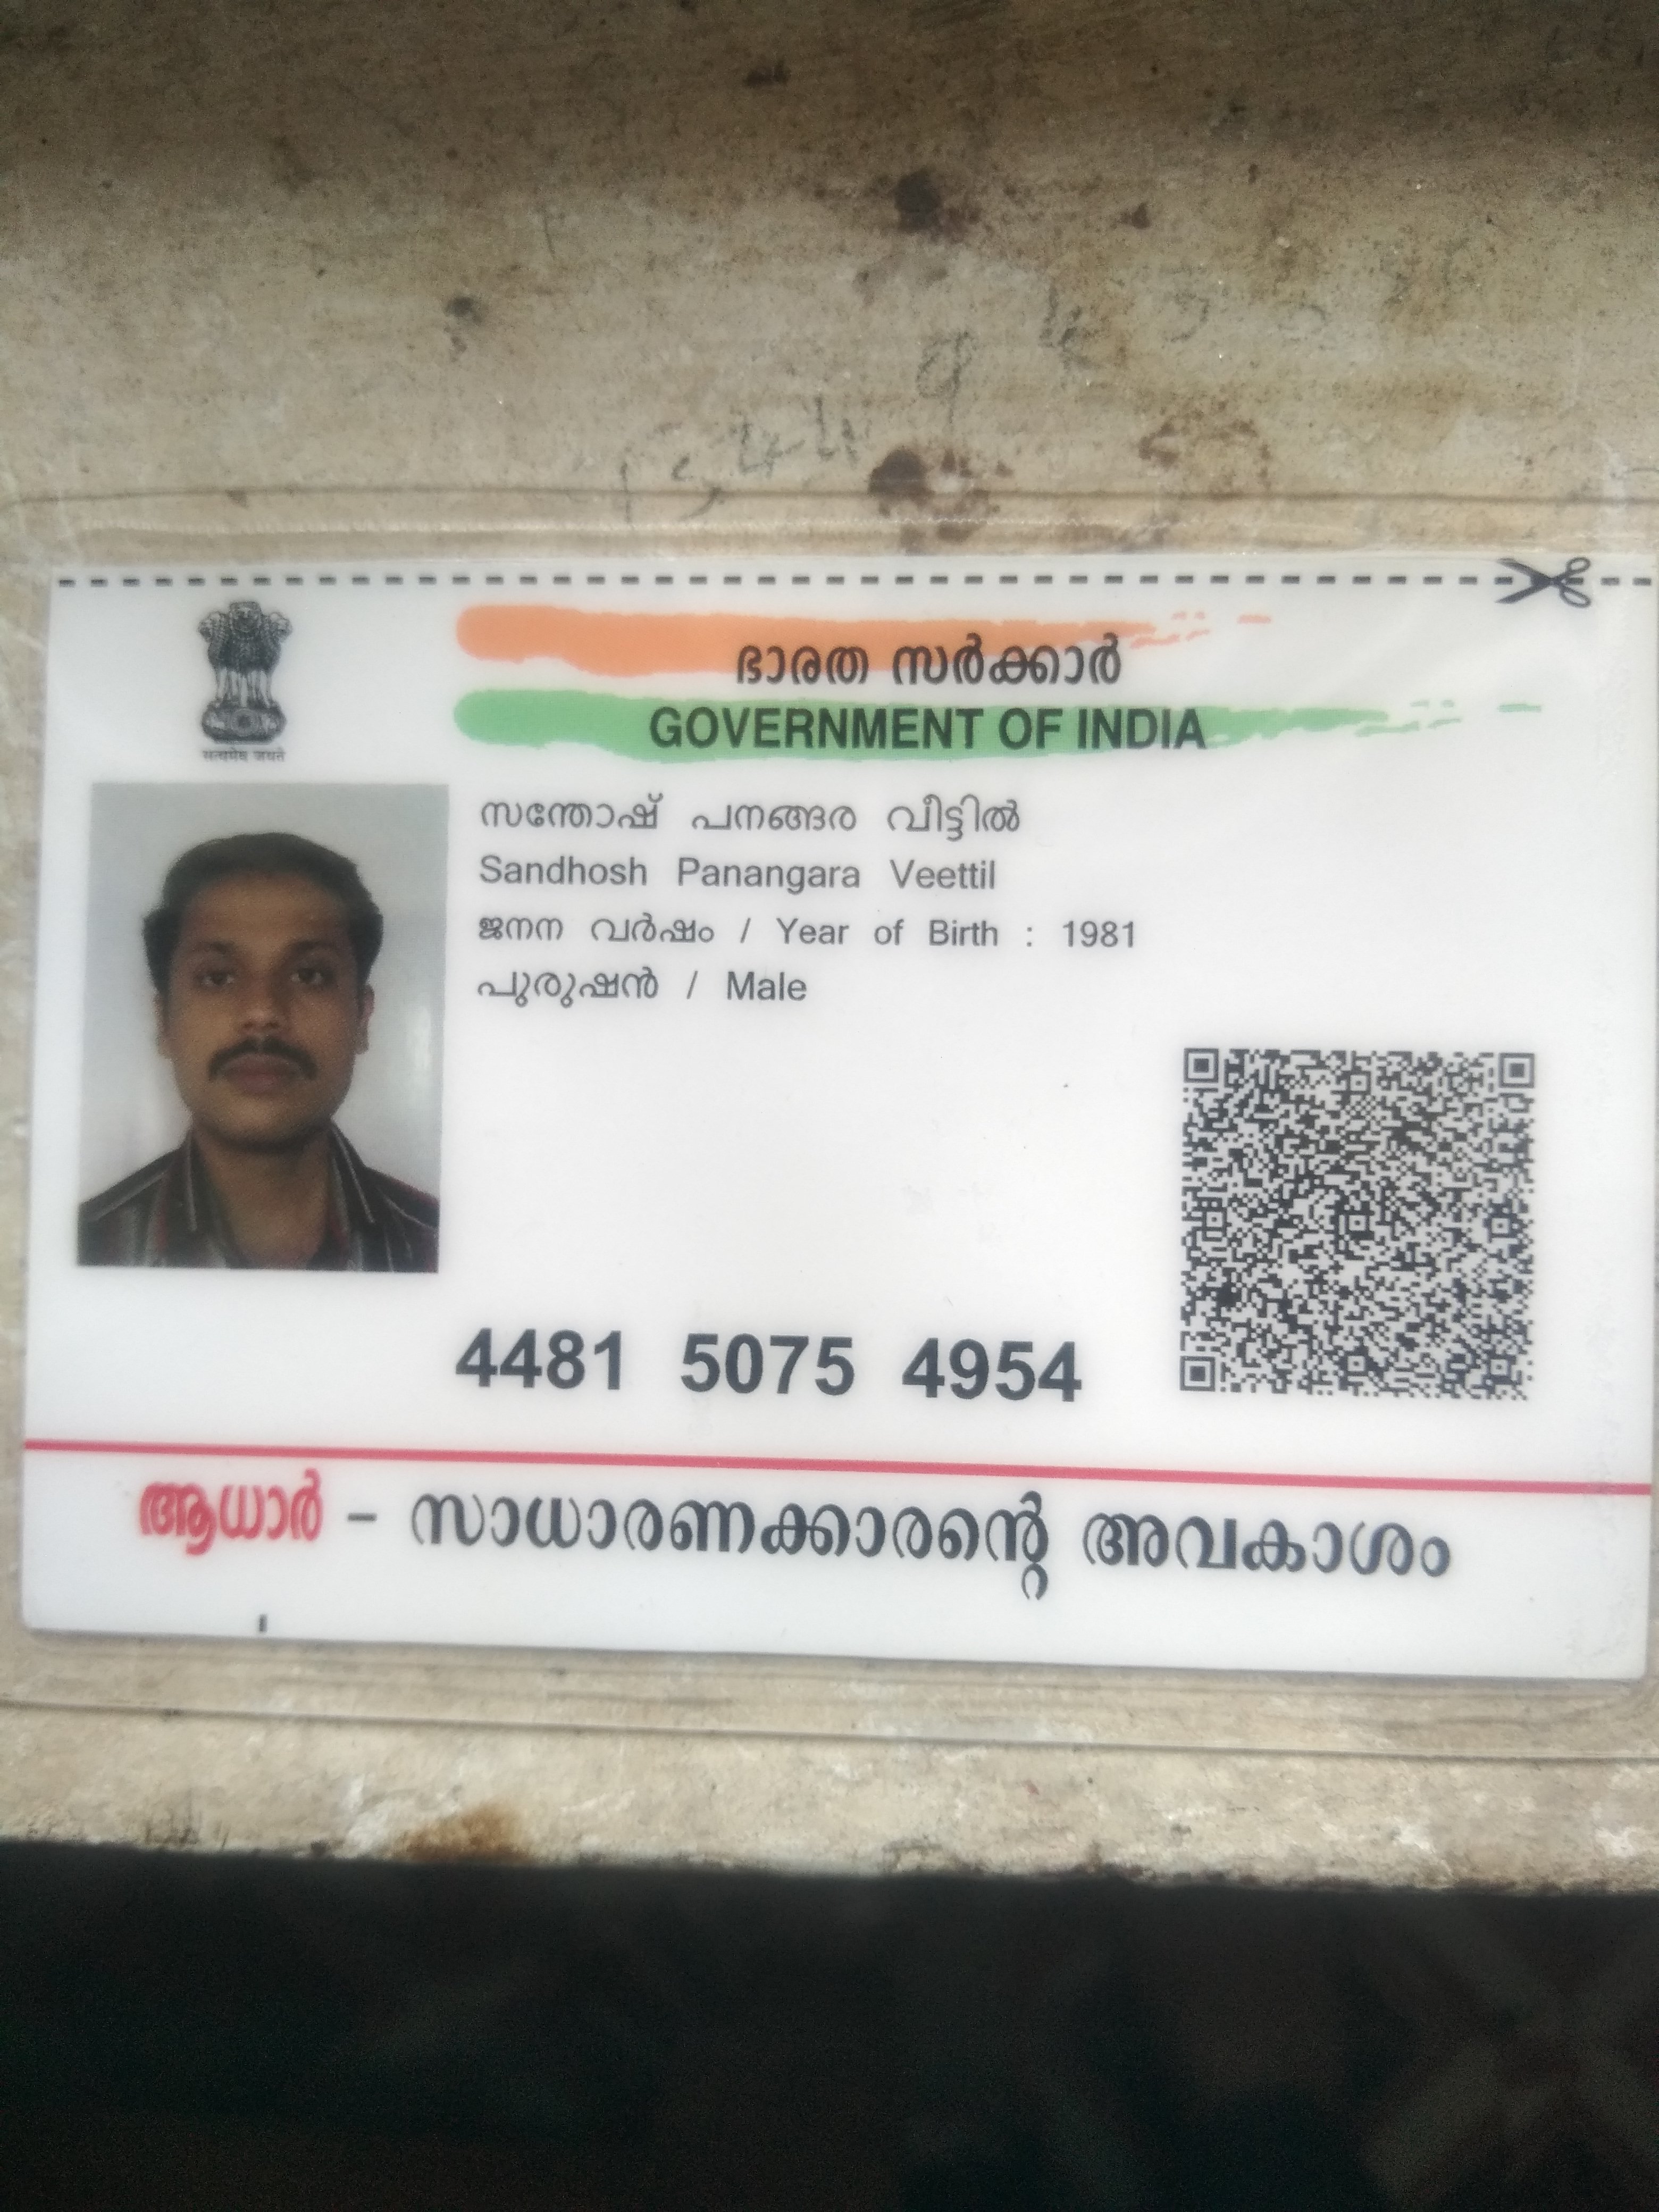 ഭാരത സർക്കാർ
GOVERNMENT OF INDIA
सत्यमेव जयते
സന്തോഷ് പനങ്ങര വീട്ടിൽ
Sandhosh Panangara Veettil
ജനന വർഷം / Year of Birth : 1981
പുരുഷൻ / Male
4481 5075 4954
ആധാർ - സാധാരണക്കാരന്റെ അവകാശം